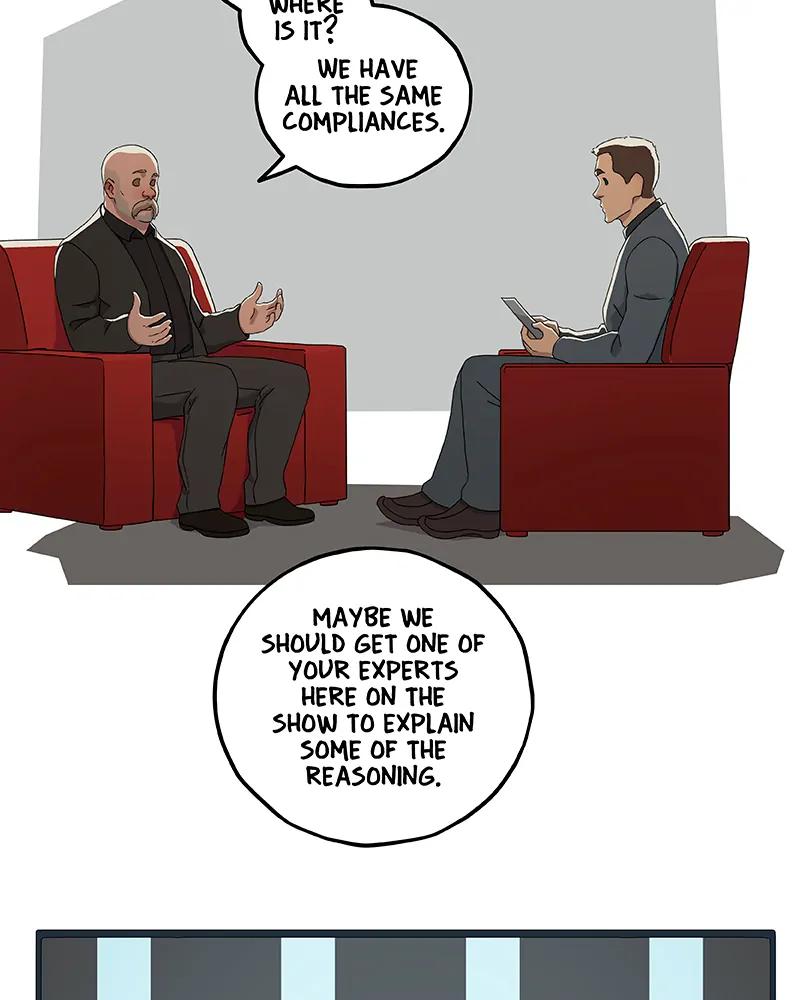 WHERE
IS IT?
WE HAVE
ALL THE SAME
COMPLIANCES.
MAYBE WE
SHOULD GET ONE OF
YOUR EXPERTS
HERE ON THE
SHOW TO EXPLAIN
SOME OF THE
REASONING.